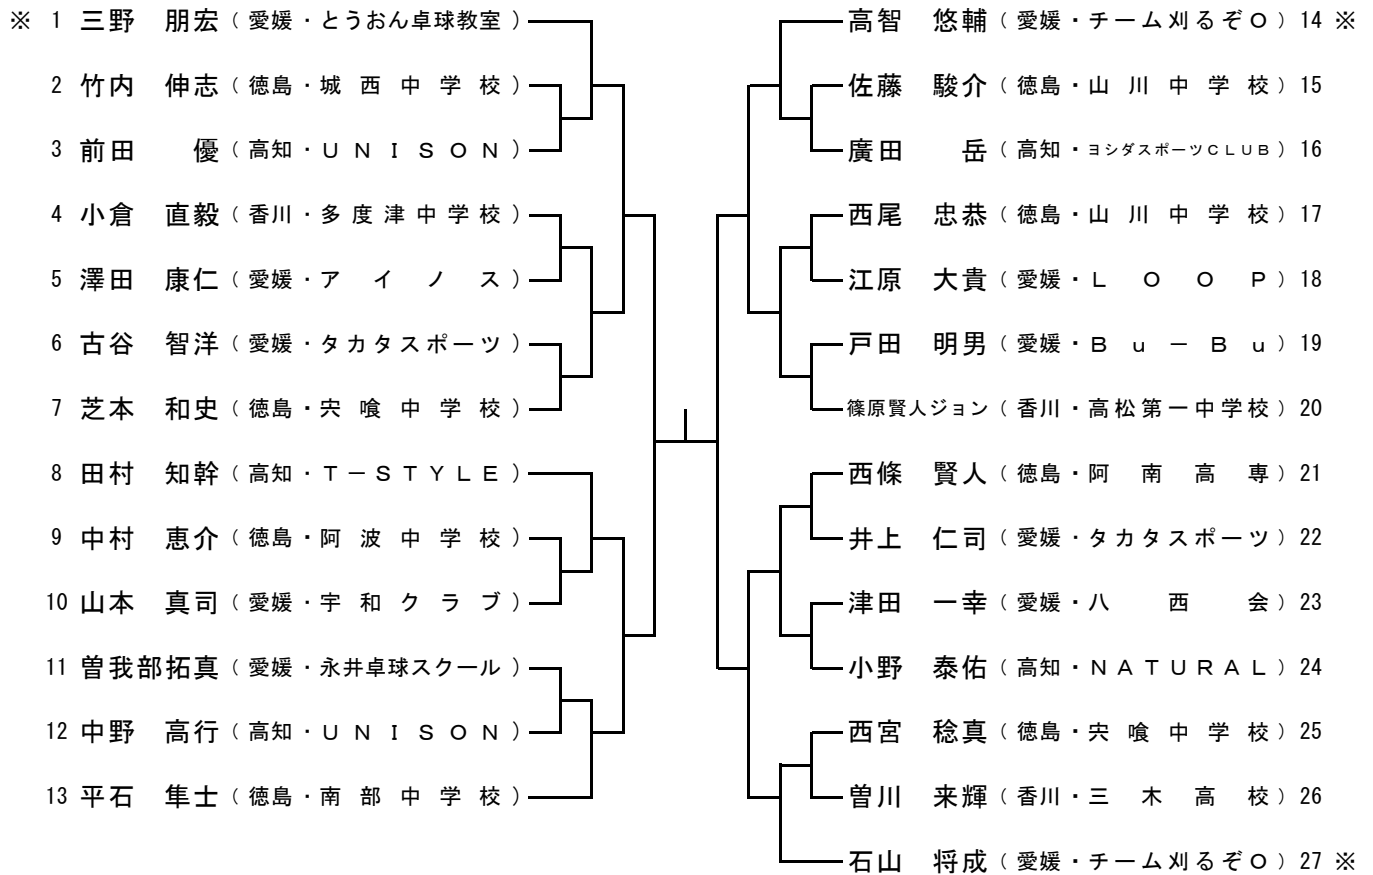 ※ 1 三野 朋宏（愛媛・とうおん卓球教室）
2 竹内 伸志（徳島・城西中学校）
3 前田 優（高知・ＵＮＩＳＯＮ）
4 小倉 直毅（香川・多度津中学校）
5 澤田 康仁（愛媛・アイノス）
6 古谷 智洋（愛媛・タカタスポーツ）
7 芝本 和史（徳島・宍喰中学校）
8 田村 知幹（高知・Ｔ－ＳＴＹＬＥ）
9 中村 恵介（徳島・阿波中学校）
10 山本 真司（愛媛・宇和クラブ）
11 曽我部拓真（愛媛・永井卓球スクール）
12 中野 高行（高知・ＵＮＩＳＯＮ）
13 平石 隼士（徳島・南部中学校）
高智 悠輔（愛媛・チーム刈るぞＯ）14 ※
佐藤 駿介（徳島・山川中学校）15
廣田 岳（高知・ヨシダスポーツＣＬＵＢ）16
西尾 忠恭（徳島・山川中学校）17
江原 大貴（愛媛・ＬＯＯＰ）18
戸田 明男（愛媛・Ｂｕ－Ｂｕ）19
篠原賢人ジョン（香川・高松第一中学校）20
西條 賢人（徳島・阿南高専）21
井上 仁司（愛媛・タカタスポーツ）22
津田 一幸（愛媛・八西会）23
小野 泰佑（高知・ＮＡＴＵＲＡＬ）24
西宮 稔真（徳島・宍喰中学校）25
曽川 来輝（香川・三木高校）26
石山 将成（愛媛・チーム刈るぞＯ）27 ※